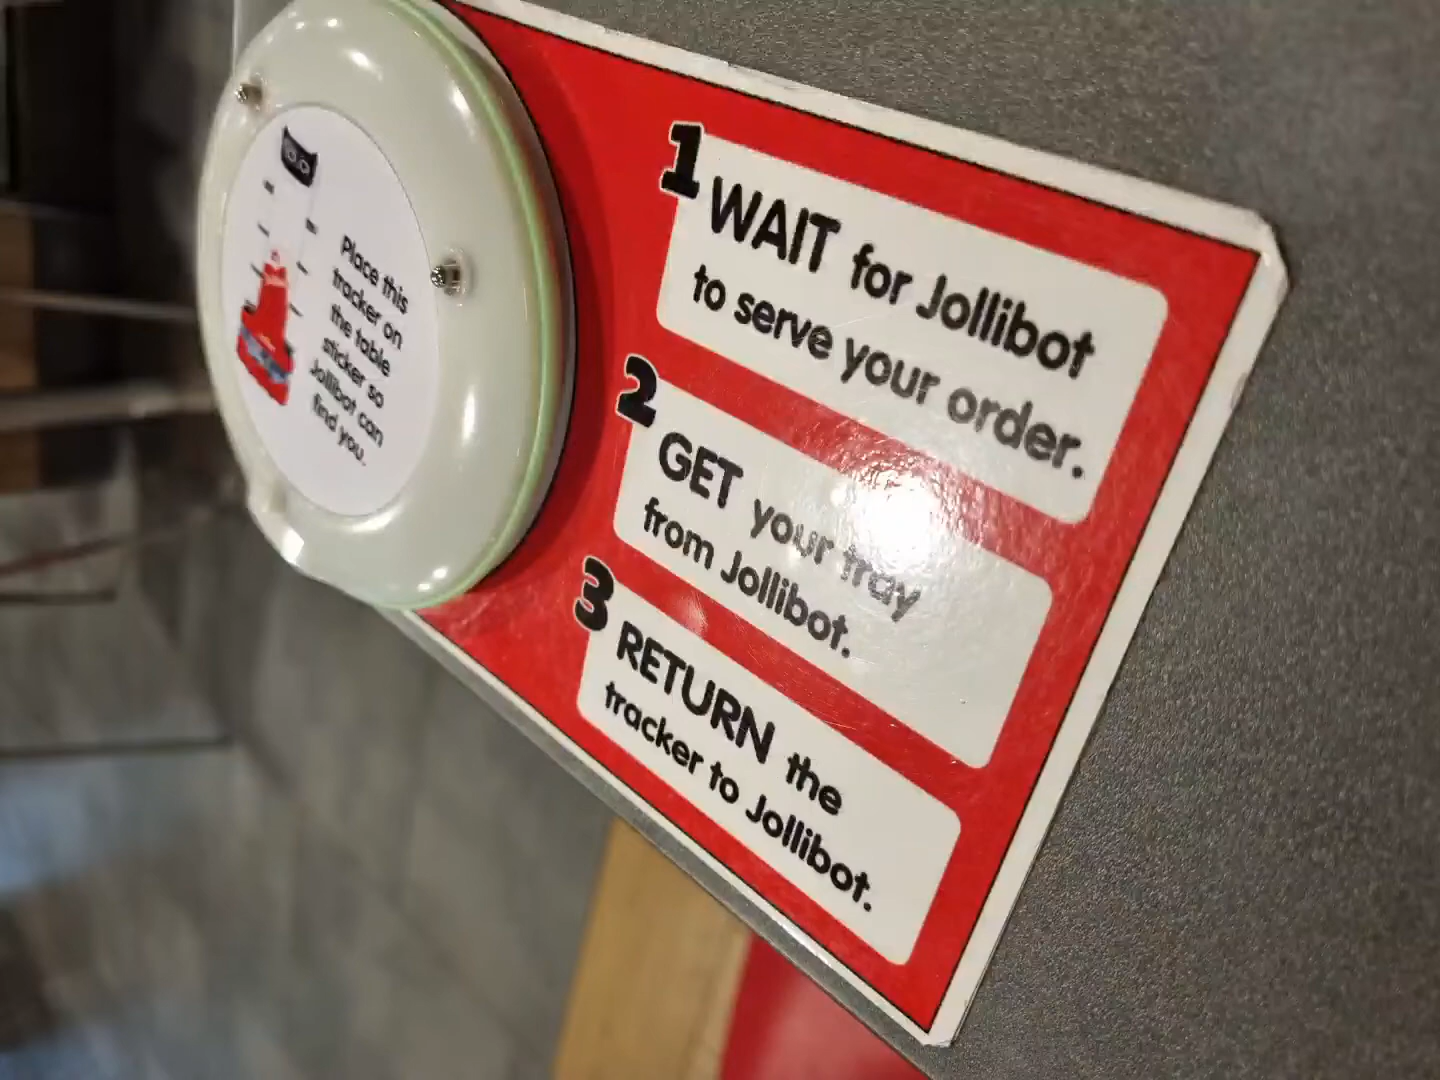 Place this
tracker on
the table
sticker so
Jollibot can
find you.
1
WAIT for Jollibot
to serve your order.
2
GET your tray
from Jollibot.
3
RETURN the
tracker to Jollibot.